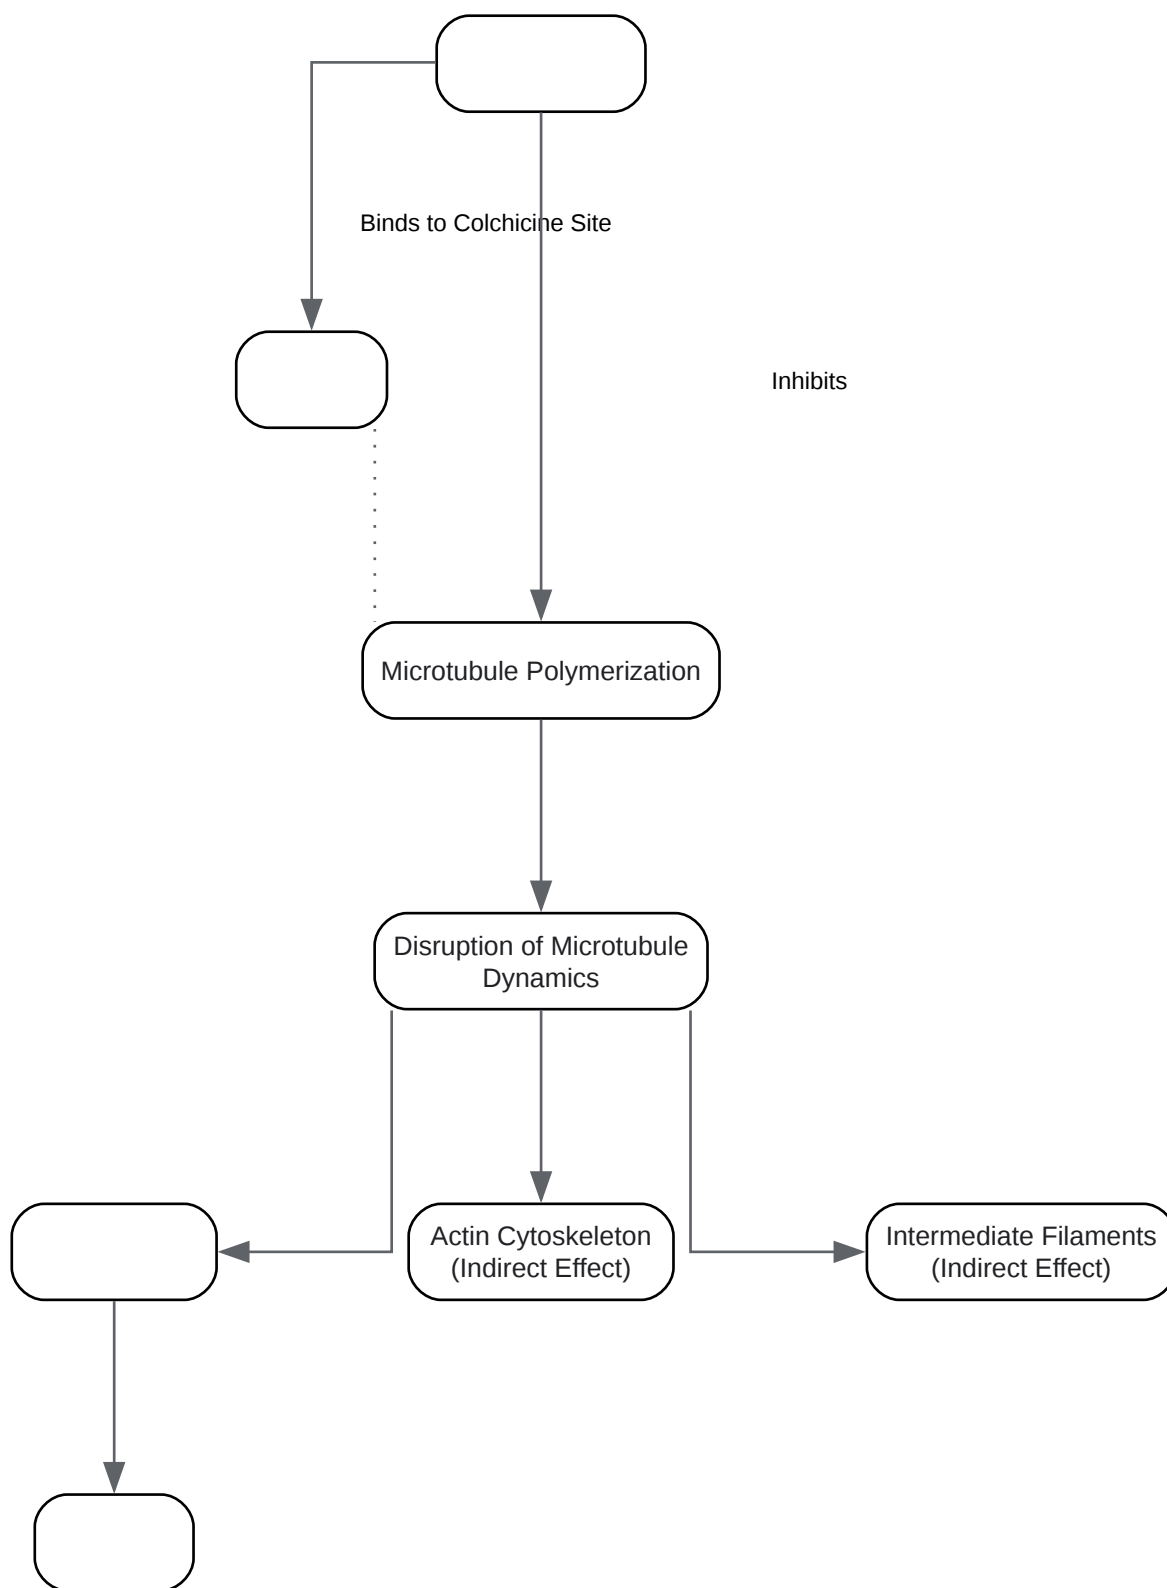 Binds to Colchicine Site
Inhibits
Microtubule Polymerization
Disruption of Microtubule
Dynamics
Actin Cytoskeleton
(Indirect Effect)
Intermediate Filaments
(Indirect Effect)